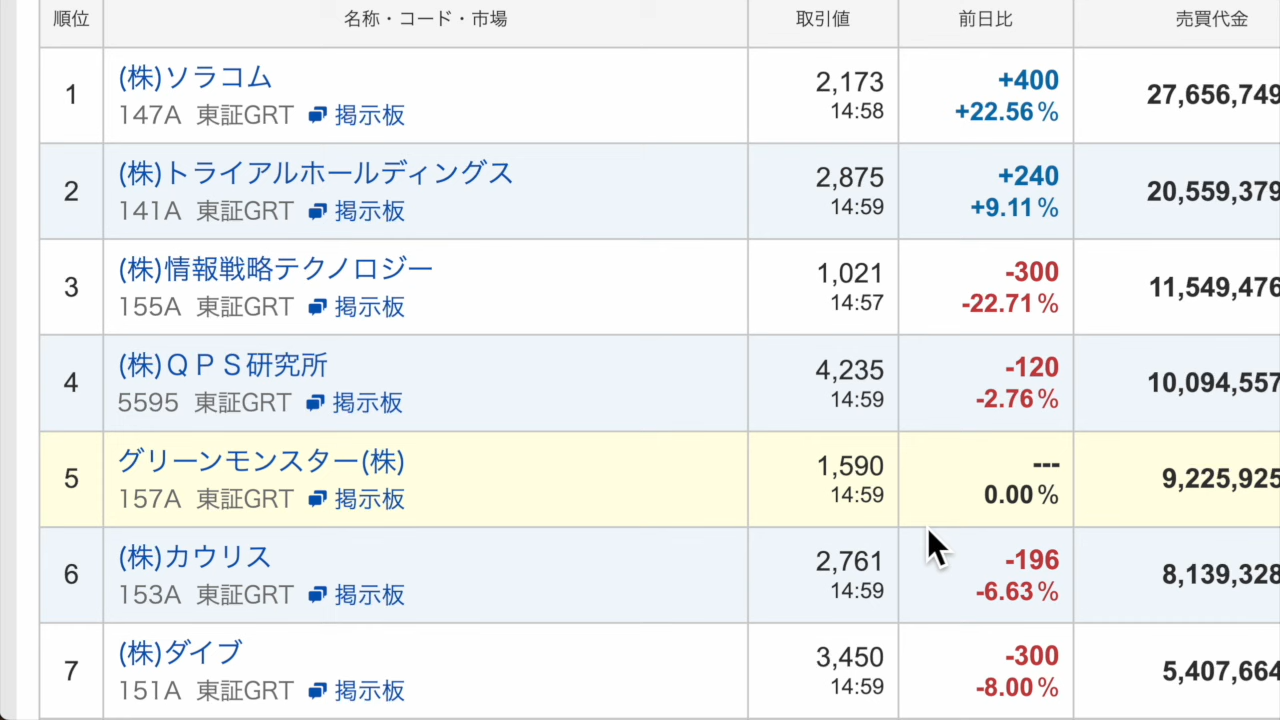 順位 名称・コード・市場 取引値 前日比 売買代金
1 (株)ソラコム 2,173 +400 27,656,749
147A 東証GRT 掲示板 14:58 +22.56%
2 (株)トライアルホールディングス 2,875 +240 20,559,379
141A 東証GRT 掲示板 14:59 +9.11%
3 (株)情報戦略テクノロジー 1,021 -300 11,549,476
155A 東証GRT 掲示板 14:57 -22.71%
4 (株)ＱＰＳ研究所 4,235 -120 10,094,557
5595 東証GRT 掲示板 14:59 -2.76%
5 グリーンモンスター(株) 1,590 --- 9,225,925
157A 東証GRT 掲示板 14:59 0.00%
6 (株)カウリス 2,761 -196 8,139,328
153A 東証GRT 掲示板 14:59 -6.63%
7 (株)ダイブ 3,450 -300 5,407,664
151A 東証GRT 掲示板 14:59 -8.00%